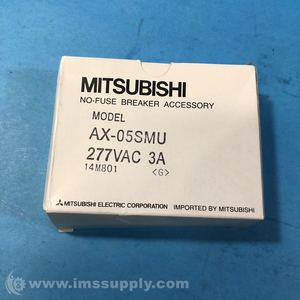 MITSUBISHI
NO-FUSE BREAKER ACCESSORY
MODEL
AX-05SMU
277VAC 3A
14M801 <G>
MITSUBISHI ELECTRIC CORPORATION IMPORTED BY MITSUBISHI
© www.imssupply.com